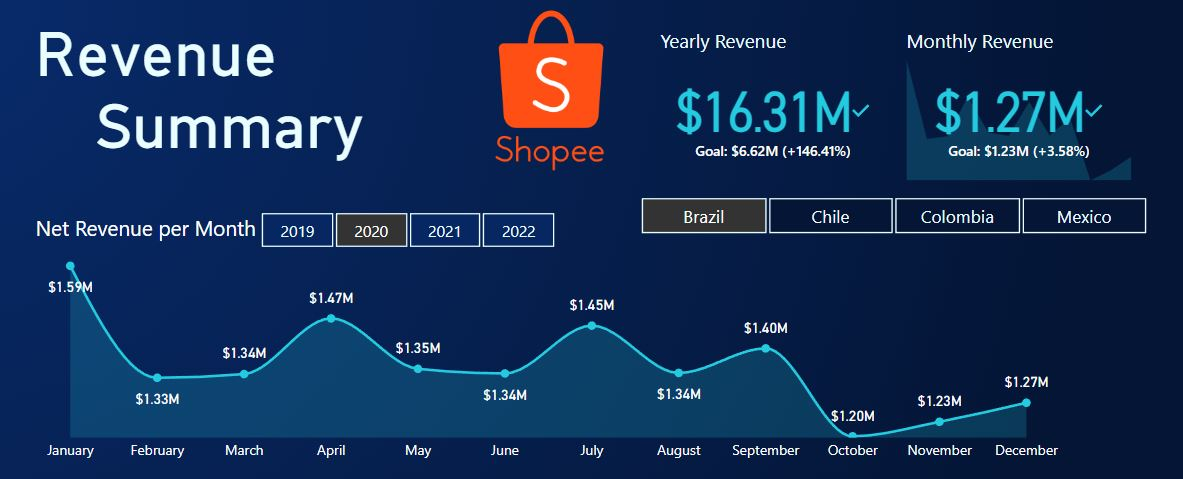 Revenue
Summary
S
Shopee
Yearly Revenue
$16.31M
Goal: $6.62M (+146.41%)
Monthly Revenue
$1.27M
Goal: $1.23M (+3.58%)
Net Revenue per Month
2019 2020 2021 2022
Brazil Chile Colombia Mexico
$1.59M
$1.33M
$1.34M
$1.47M
$1.35M
$1.34M
$1.45M
$1.34M
$1.40M
$1.20M
$1.23M
$1.27M
January February March April May June July August September October November December